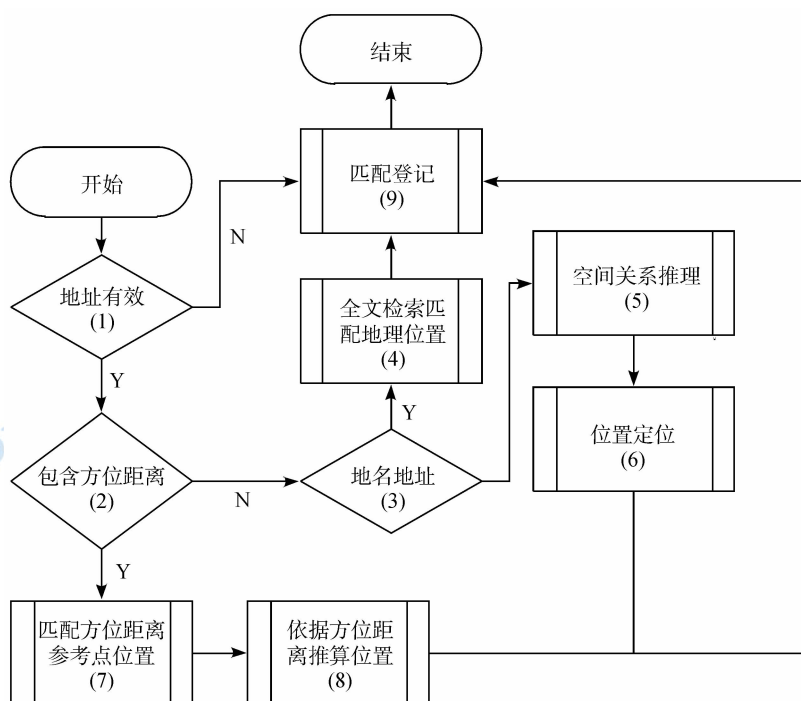 结束
匹配登记
(9)
开始
N
地址有效
(1)
空间关系推理
(5)
全文检索匹
配地理位置
(4)
Y
Y
位置定位
(6)
包含方位距离
(2)
N
地名地址
(3)
Y
匹配方位距离
参考点位置
(7)
依据方位距
离推算位置
(8)